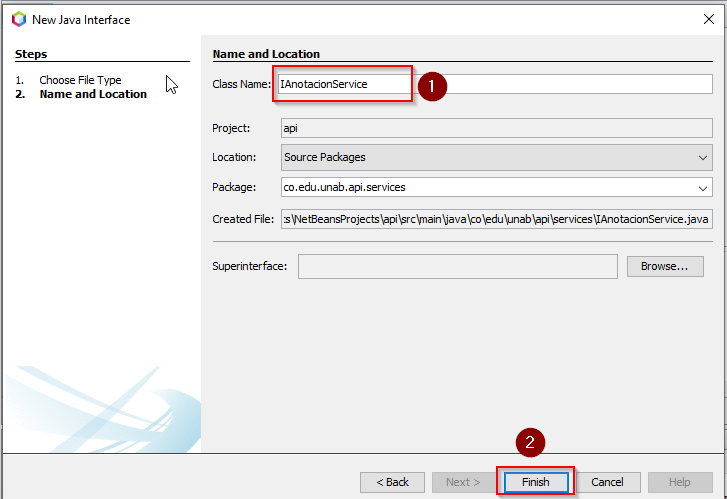 New Java Interface
Steps
1. Choose File Type
2. Name and Location
Name and Location
Class Name: IAnotacionService
1
Project: api
Location: Source Packages
Package: co.edu.unab.api.services
Created File: :s\NetBeansProjects\api\src\main\java\co\edu\unab\api\services\IAnotacionService.java
Superinterface: Browse...
2
< Back Next > Finish Cancel Help